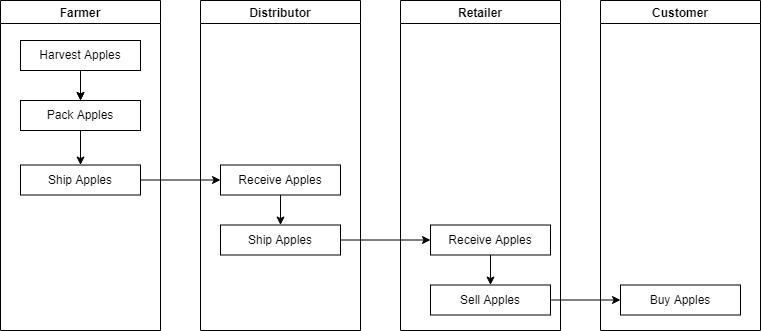 Farmer
Distributor
Retailer
Customer
Harvest Apples
Pack Apples
Ship Apples
Receive Apples
Ship Apples
Receive Apples
Sell Apples
Buy Apples